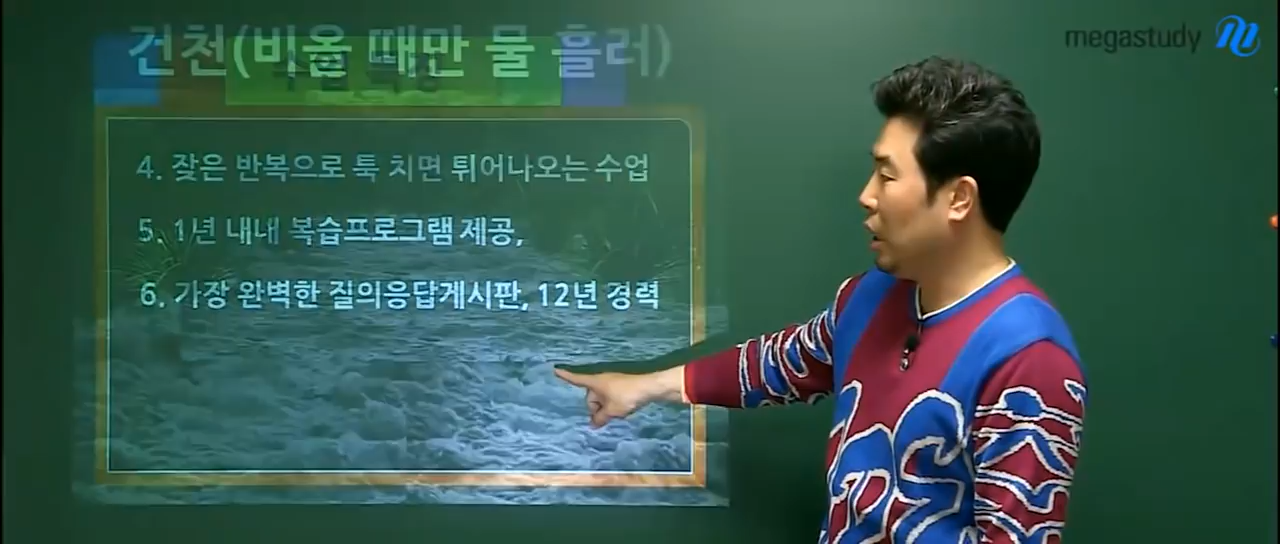 건천(비올 때만 물 흘러)
megastudy
4. 잦은 반복으로 툭 치면 튀어나오는 수업
5. 1년 내내 복습프로그램 제공,
6. 가장 완벽한 질의응답게시판, 12년 경력